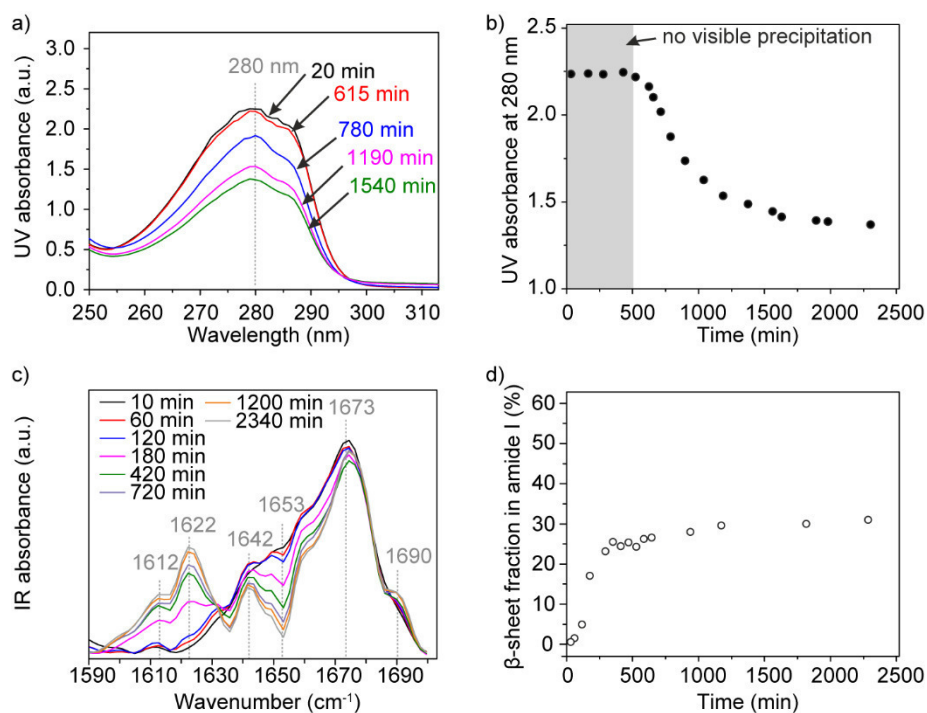 a)
UV absorbance (a.u.)
3.0
2.5
2.0
1.5
1.0
0.5
0.0
280 nm
20 min
615 min
780 min
1190 min
1540 min
250 260 270 280 290 300 310
Wavelength (nm)
b)
UV absorbance at 280 nm
2.5
2.0
1.5
1.0
no visible precipitation
0 500 1000 1500 2000 2500
Time (min)
c)
IR absorbance (a.u.)
10 min
60 min
120 min
180 min
420 min
720 min
1200 min
2340 min
1673
1653
1642
1622
1612
1690
1590 1610 1630 1650 1670 1690
Wavenumber (cm⁻¹)
d)
β-sheet fraction in amide I (%)
60
50
40
30
20
10
0
0 500 1000 1500 2000 2500
Time (min)